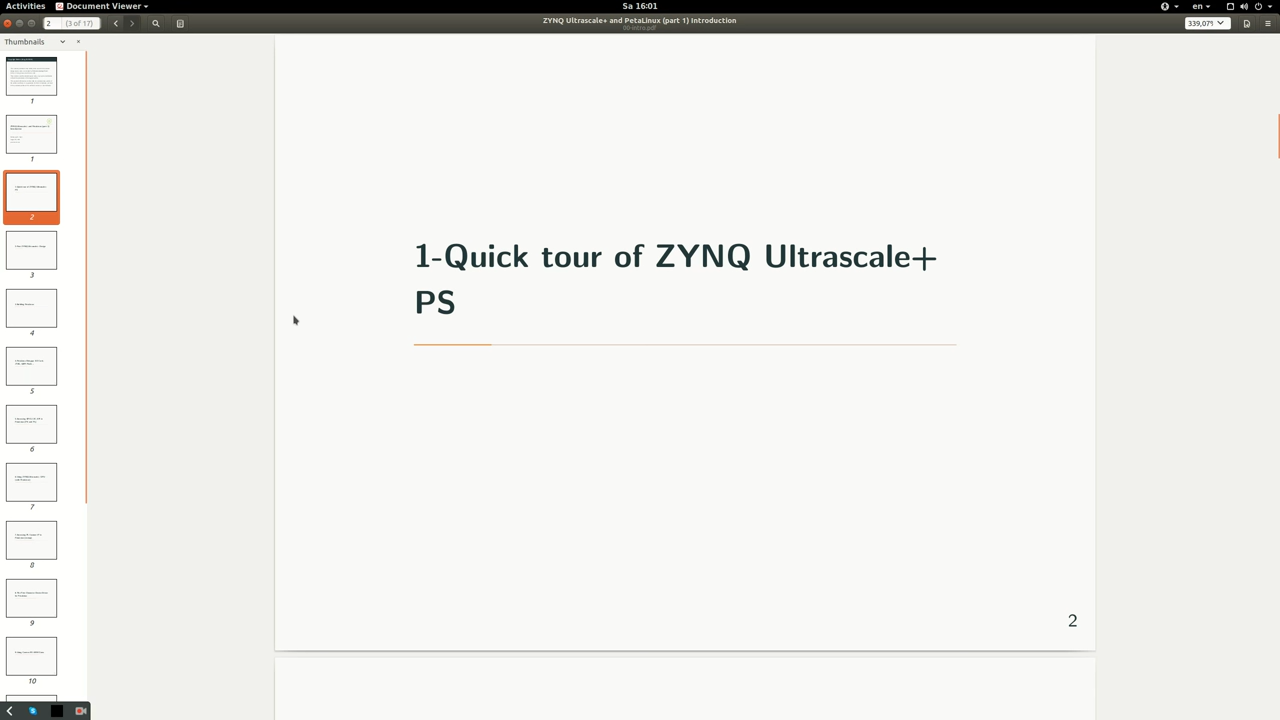 Activities
Document Viewer
Sa 16:01
en
2
(3 of 17)
ZYNQ Ultrascale+ and PetaLinux (part 1) Introduction
00-intro.pdf
Thumbnails
1
1
2
3
4
5
6
7
8
9
10
1-Quick tour of ZYNQ Ultrascale+
PS
2